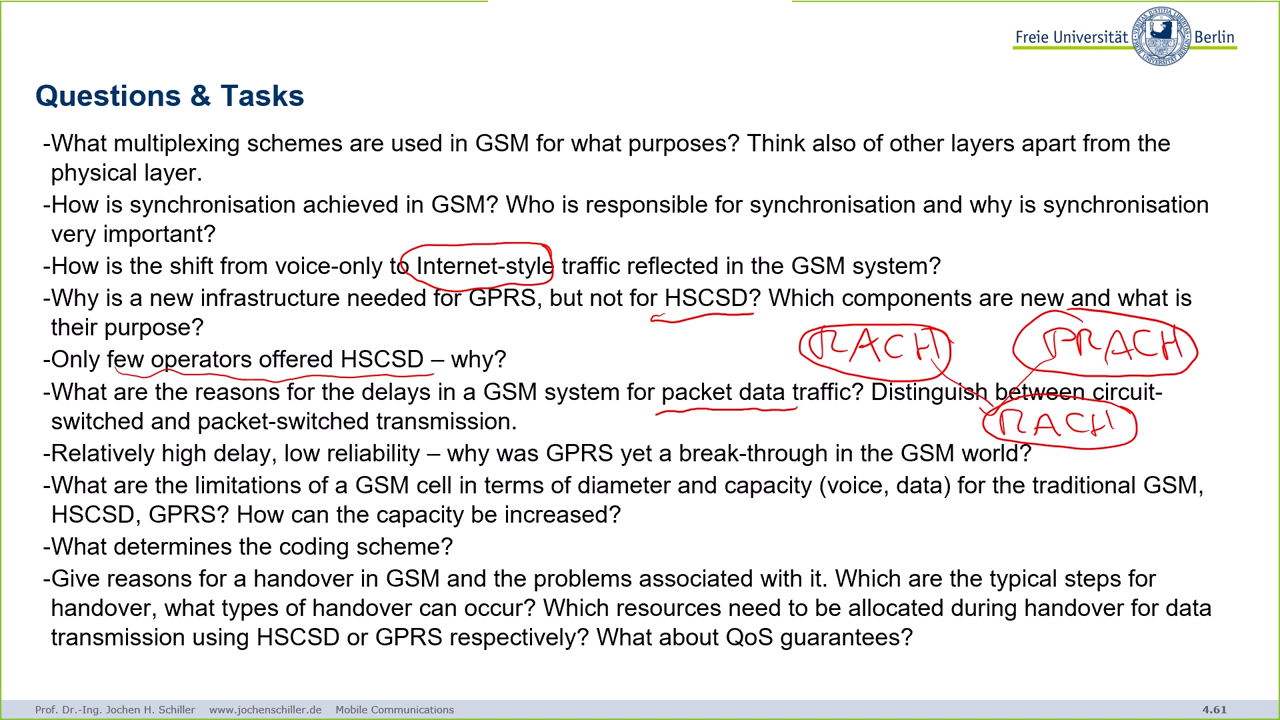 Freie Universität Berlin
Questions & Tasks
-What multiplexing schemes are used in GSM for what purposes? Think also of other layers apart from the
physical layer.
-How is synchronisation achieved in GSM? Who is responsible for synchronisation and why is synchronisation
very important?
-How is the shift from voice-only to Internet-style traffic reflected in the GSM system?
-Why is a new infrastructure needed for GPRS, but not for HSCSD? Which components are new and what is
their purpose?
RACH PRACH
-Only few operators offered HSCSD – why?
-What are the reasons for the delays in a GSM system for packet data traffic? Distinguish between circuit-
switched and packet-switched transmission.
RACH
-Relatively high delay, low reliability – why was GPRS yet a break-through in the GSM world?
-What are the limitations of a GSM cell in terms of diameter and capacity (voice, data) for the traditional GSM,
HSCSD, GPRS? How can the capacity be increased?
-What determines the coding scheme?
-Give reasons for a handover in GSM and the problems associated with it. Which are the typical steps for
handover, what types of handover can occur? Which resources need to be allocated during handover for data
transmission using HSCSD or GPRS respectively? What about QoS guarantees?
Prof. Dr.-Ing. Jochen H. Schiller www.jochenschiller.de Mobile Communications 4.61